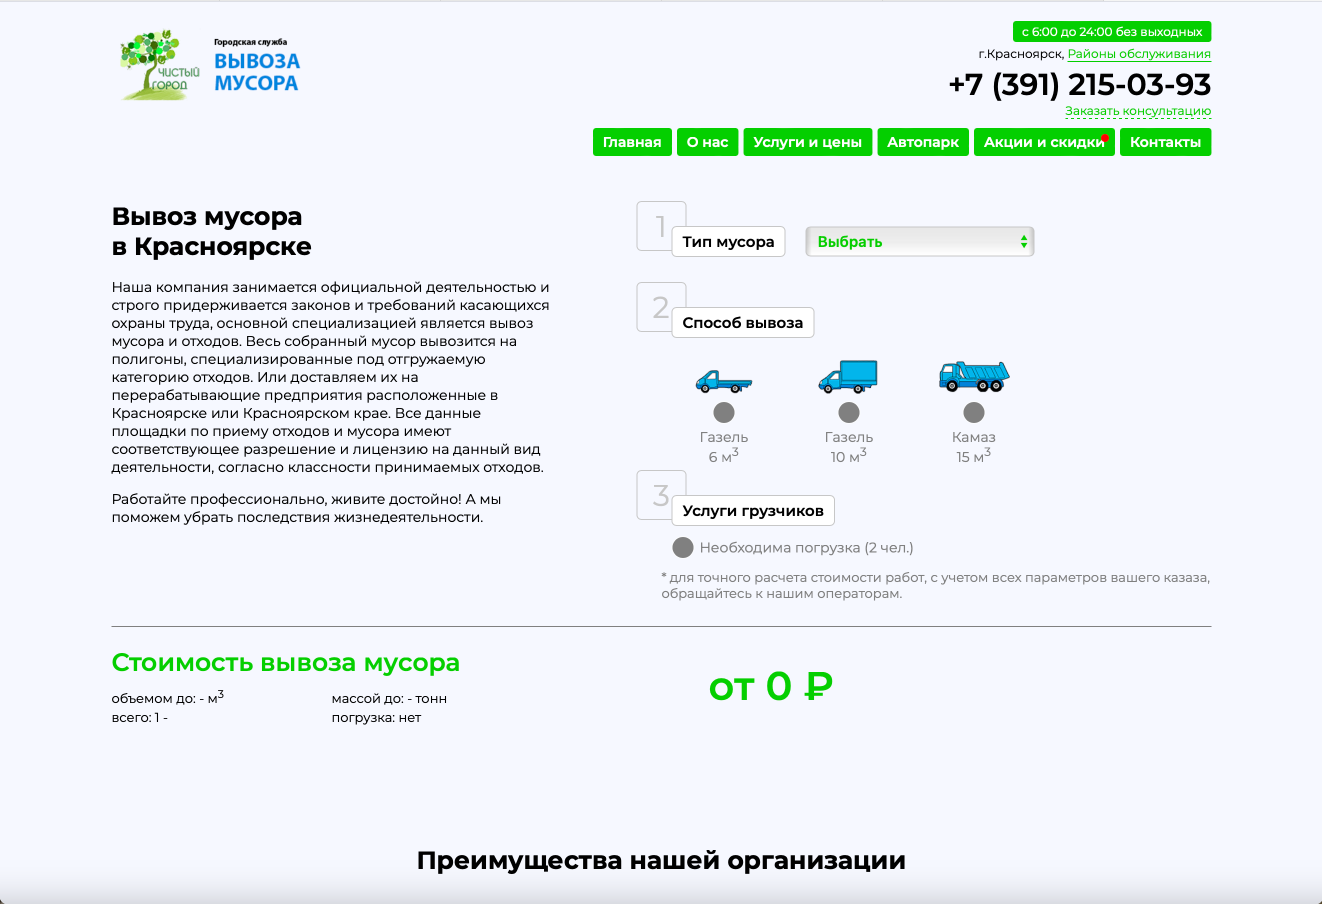 ЧИСТЫЙ
ГОРОД
Городская служба
ВЫВОЗА
МУСОРА
с 6:00 до 24:00 без выходных
г.Красноярск, Районы обслуживания
+7 (391) 215-03-93
Заказать консультацию
Главная О нас Услуги и цены Автопарк Акции и скидки Контакты
Вывоз мусора
в Красноярске
Наша компания занимается официальной деятельностью и
строго придерживается законов и требований касающихся
охраны труда, основной специализацией является вывоз
мусора и отходов. Весь собранный мусор вывозится на
полигоны, специализированные под отгружаемую
категорию отходов. Или доставляем их на
перерабатывающие предприятия расположенные в
Красноярске или Красноярском крае. Все данные
площадки по приему отходов и мусора имеют
соответствующее разрешение и лицензию на данный вид
деятельности, согласно классности принимаемых отходов.
Работайте профессионально, живите достойно! А мы
поможем убрать последствия жизнедеятельности.
1
Тип мусора
Выбрать
2
Способ вывоза
Газель
6 м³
Газель
10 м³
Камаз
15 м³
3
Услуги грузчиков
Необходима погрузка (2 чел.)
* для точного расчета стоимости работ, с учетом всех параметров вашего казаза,
обращайтесь к нашим операторам.
Стоимость вывоза мусора
объемом до: - м³
всего: 1 -
массой до: - тонн
погрузка: нет
от 0 ₽
Преимущества нашей организации